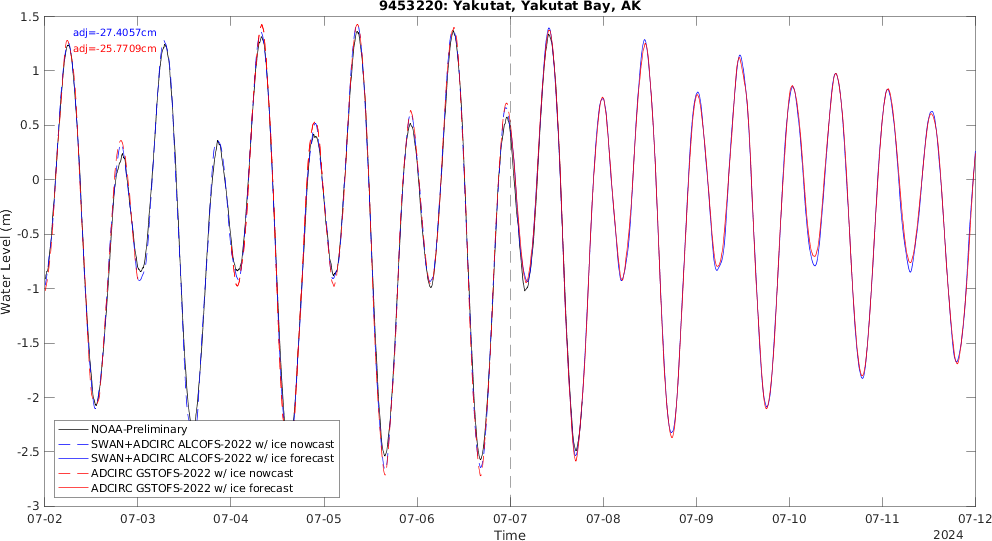 9453220: Yakutat, Yakutat Bay, AK
adj=-27.4057cm
adj=-25.7709cm
1.5
1
0.5
0
-0.5
-1
-1.5
-2
-2.5
-3
Water Level (m)
NOAA-Preliminary
SWAN+ADCIRC ALCOFS-2022 w/ ice nowcast
SWAN+ADCIRC ALCOFS-2022 w/ ice forecast
ADCIRC GSTOFS-2022 w/ ice nowcast
ADCIRC GSTOFS-2022 w/ ice forecast
07-02 07-03 07-04 07-05 07-06 07-07 07-08 07-09 07-10 07-11 07-12
Time
2024